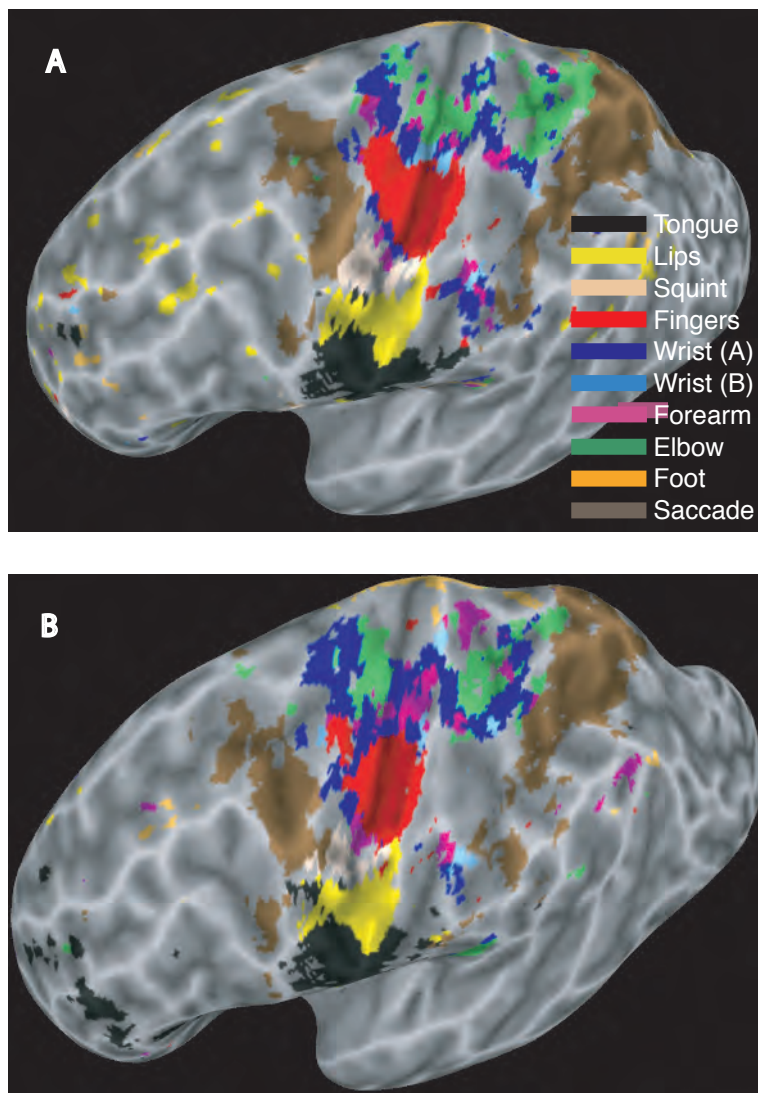 A
Tongue
Lips
Squint
Fingers
Wrist (A)
Wrist (B)
Forearm
Elbow
Foot
Saccade
B